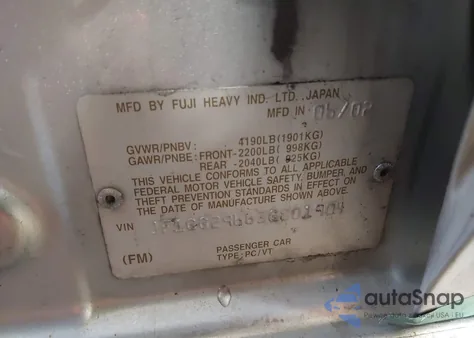 MFD BY FUJI HEAVY IND. LTD., JAPAN
MFD IN 05/02
GVWR/PNBV: 4190LB(1901KG)
GAWR/PNBE: FRONT-2200LB( 998KG)
REAR -2040LB( 925KG)
THIS VEHICLE CONFORMS TO ALL APPLICABLE
FEDERAL MOTOR VEHICLE SAFETY, BUMPER, AND
THEFT PREVENTION STANDARDS IN EFFECT ON
THE DATE OF MANUFACTURE SHOWN ABOVE.
VIN
(FM)
PASSENGER CAR
TYPE: PC/VT
autoSnap